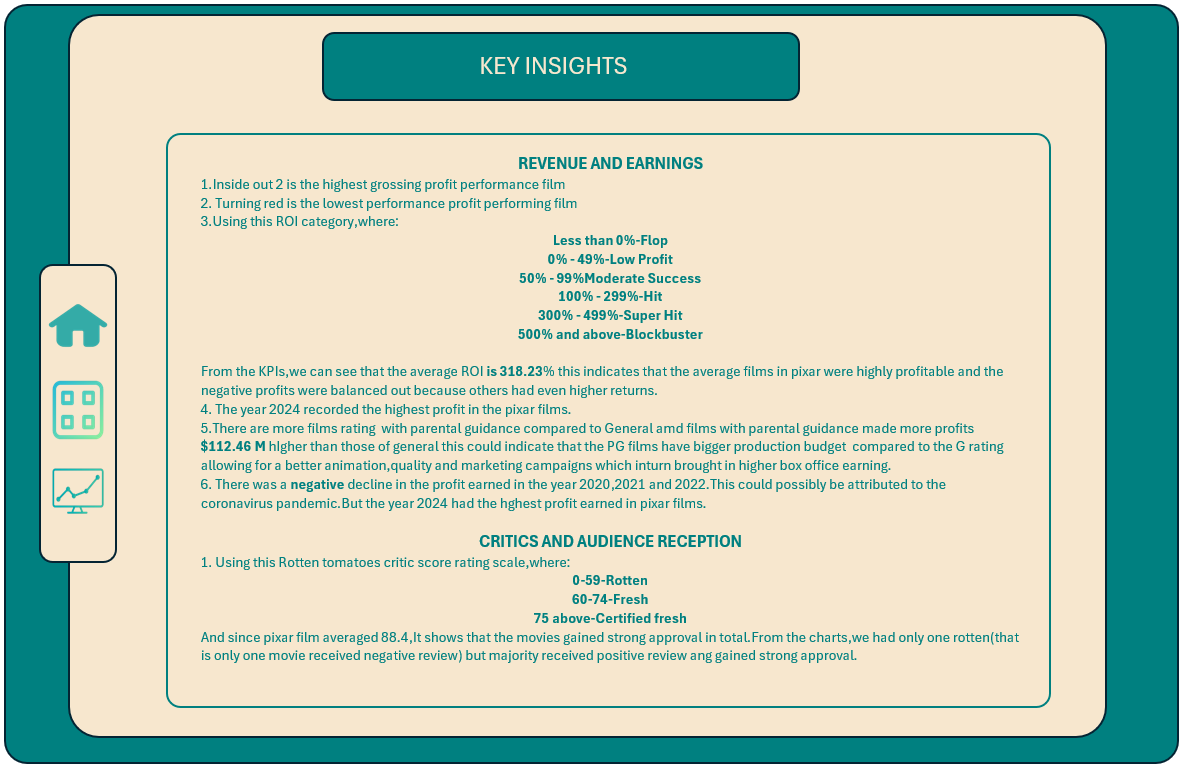 KEY INSIGHTS
REVENUE AND EARNINGS
1.Inside out 2 is the highest grossing profit performance film
2. Turning red is the lowest performance profit performing film
3.Using this ROI category,where:
Less than 0%-Flop
0% - 49%-Low Profit
50% - 99%Moderate Success
100% - 299%-Hit
300% - 499%-Super Hit
500% and above-Blockbuster
From the KPIs,we can see that the average ROI is 318.23% this indicates that the average films in pixar were highly profitable and the
negative profits were balanced out because others had even higher returns.
4. The year 2024 recorded the highest profit in the pixar films.
5.There are more films rating  with parental guidance compared to General amd films with parental guidance made more profits
$112.46 M hIgher than those of general this could indicate that the PG films have bigger production budget  compared to the G rating
allowing for a better animation,quality and marketing campaigns which inturn brought in higher box office earning.
6. There was a negative decline in the profit earned in the year 2020,2021 and 2022.This could possibly be attributed to the
coronavirus pandemic.But the year 2024 had the hghest profit earned in pixar films.
CRITICS AND AUDIENCE RECEPTION
1. Using this Rotten tomatoes critic score rating scale,where:
0-59-Rotten
60-74-Fresh
75 above-Certified fresh
And since pixar film averaged 88.4,It shows that the movies gained strong approval in total.From the charts,we had only one rotten(that
is only one movie received negative review) but majority received positive review ang gained strong approval.